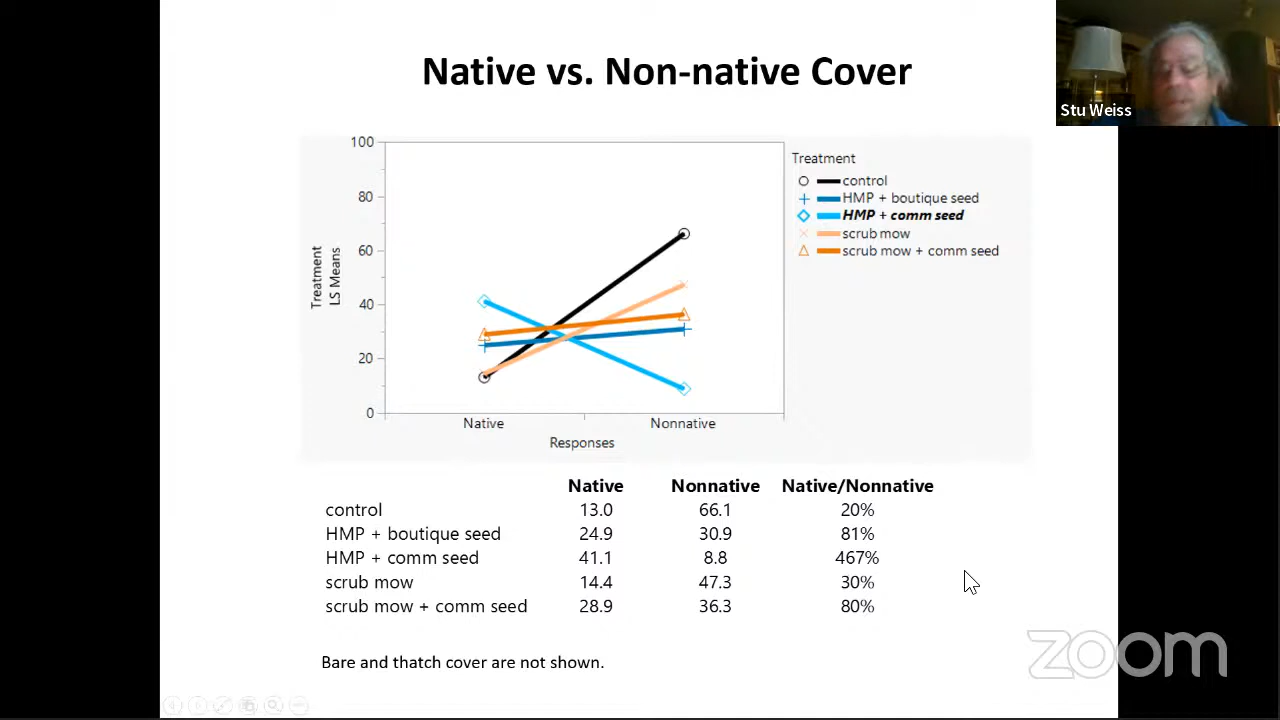 Native vs. Non-native Cover
Stu Weiss
100
80
60
40
20
0
Treatment
LS Means
Native
Nonnative
Responses
Treatment
control
HMP + boutique seed
HMP + comm seed
scrub mow
scrub mow + comm seed
Native Nonnative Native/Nonnative
control 13.0 66.1 20%
HMP + boutique seed 24.9 30.9 81%
HMP + comm seed 41.1 8.8 467%
scrub mow 14.4 47.3 30%
scrub mow + comm seed 28.9 36.3 80%
Bare and thatch cover are not shown.
zoom